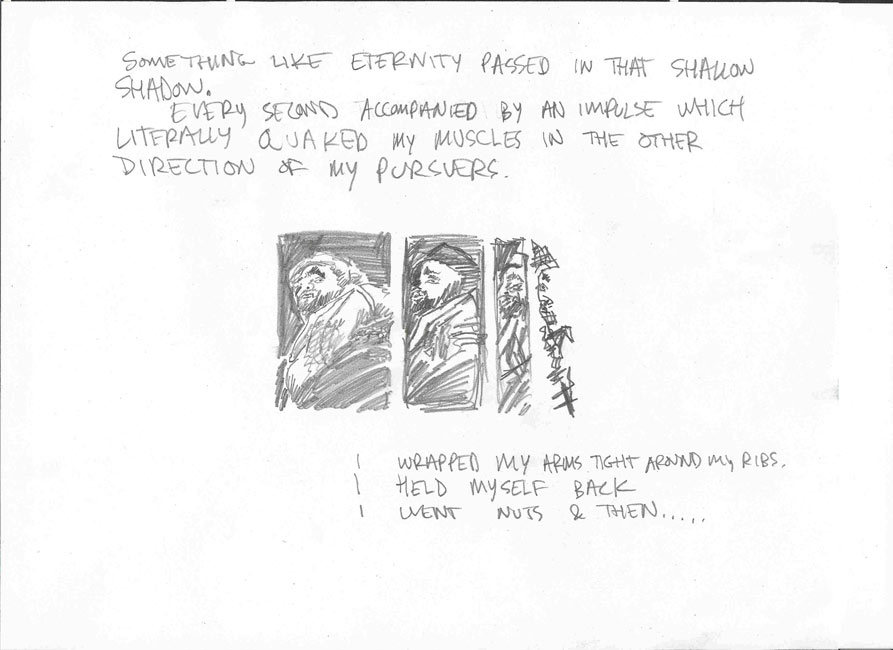 SOMETHING LIKE ETERNITY PASSED IN THAT SHALLOW
SHADOW.
EVERY SECOND ACCOMPANIED BY AN IMPULSE WHICH
LITERALLY QUAKED MY MUSCLES IN THE OTHER
DIRECTION OF MY PURSUERS.
I WRAPPED MY ARMS TIGHT AROUND MY RIBS.
I HELD MYSELF BACK
I WENT NUTS & THEN.....